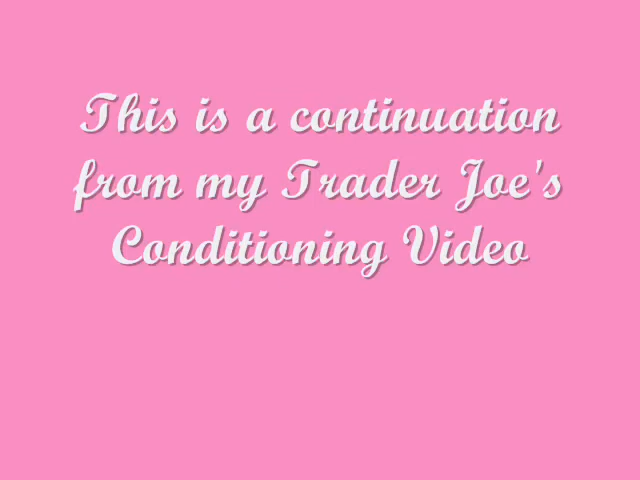 This is a continuation
from my Trader Joe's
Conditioning Video